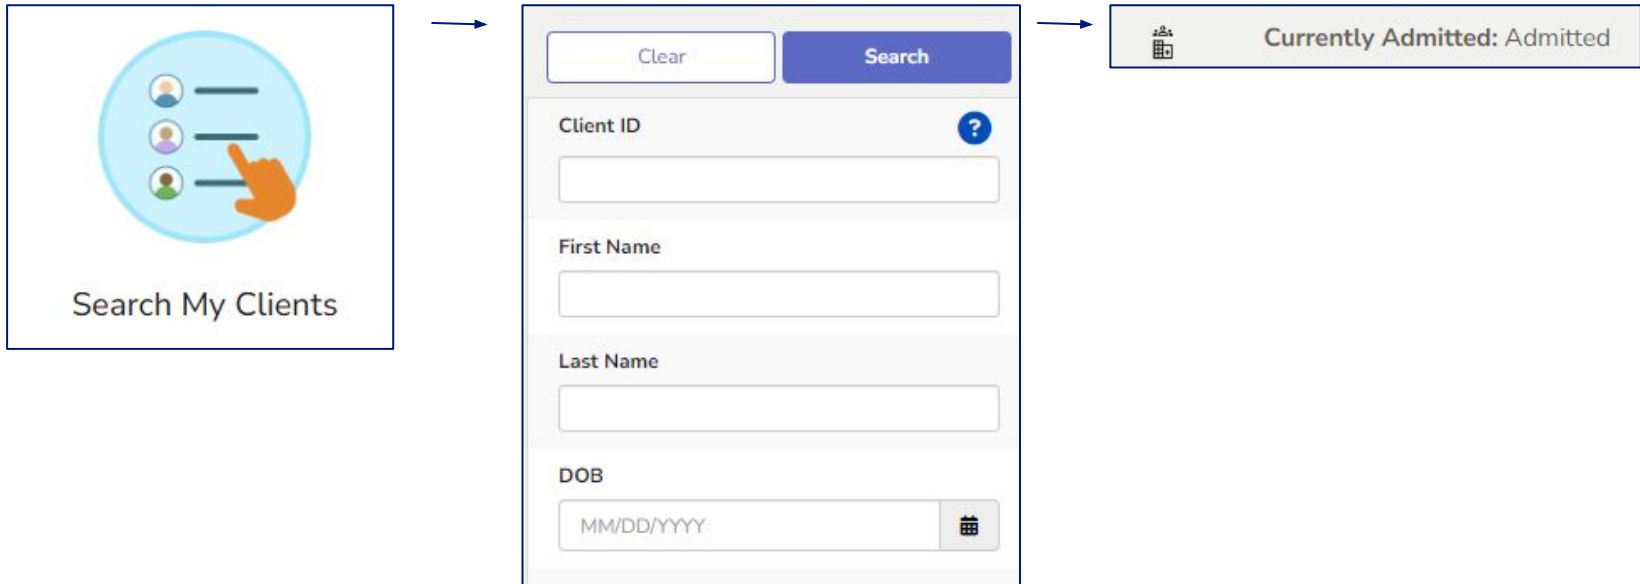 Search My Clients
Clear
Search
Client ID
?
First Name
Last Name
DOB
MM/DD/YYYY
Currently Admitted: Admitted